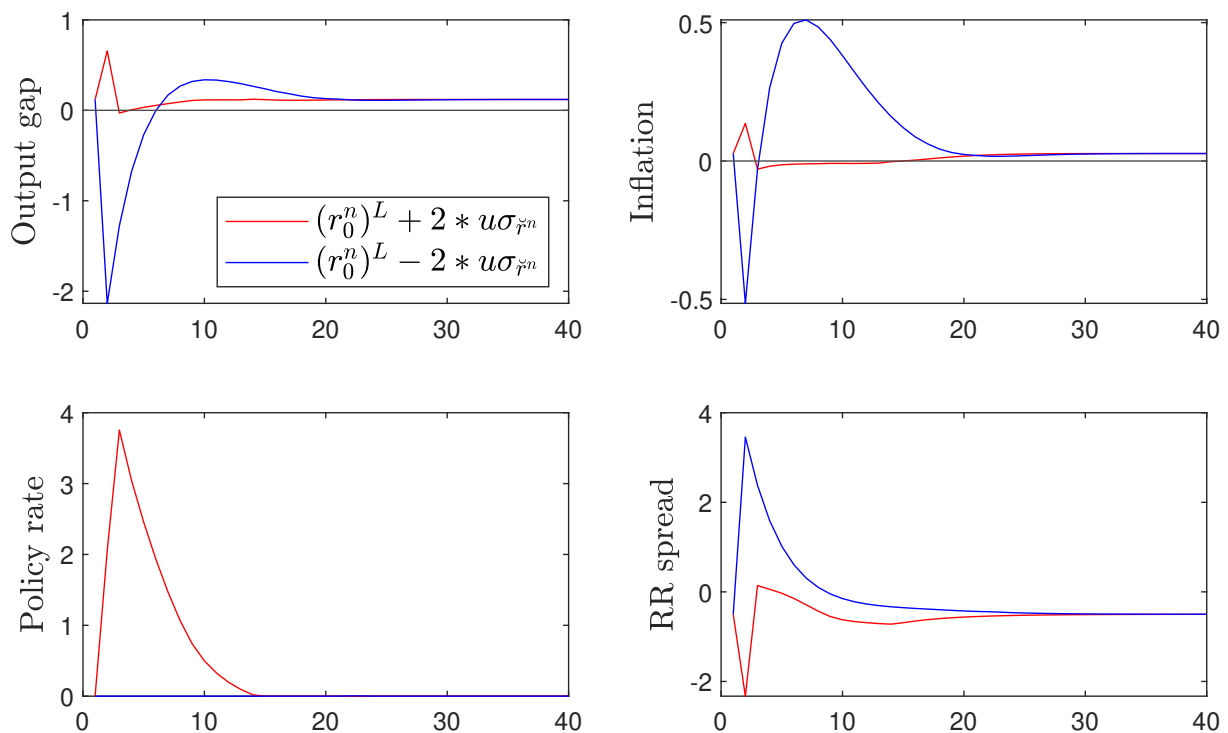 Output gap
1
0
-1
-2
0 10 20 30 40
(r_0^n)^L + 2 * uσ_{r̆^n}
(r_0^n)^L − 2 * uσ_{r̆^n}
Inflation
0.5
0
-0.5
0 10 20 30 40
Policy rate
4
3
2
1
0
0 10 20 30 40
RR spread
4
2
0
-2
0 10 20 30 40